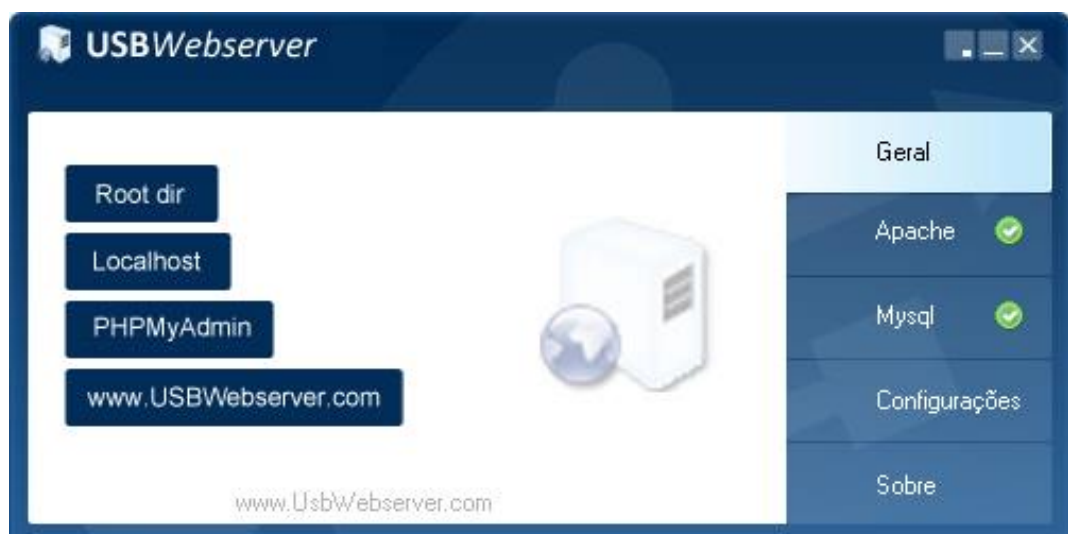 USBWebserver
Root dir
Localhost
PHPMyAdmin
www.USBWebserver.com
www.UsbWebserver.com
Geral
Apache
Mysql
Configurações
Sobre